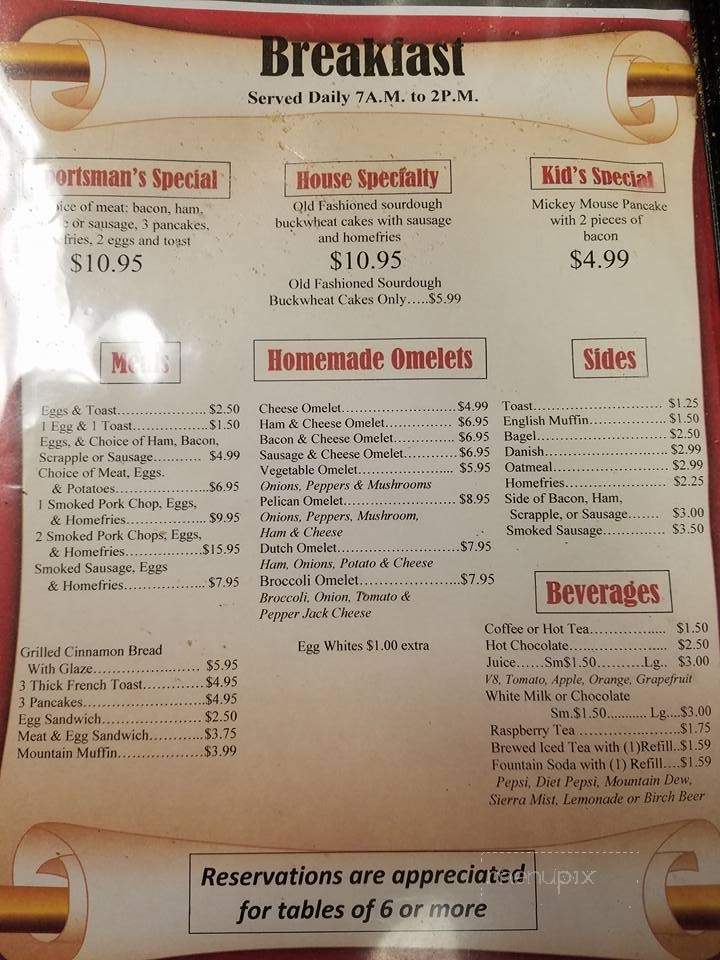 Breakfast
Served Daily 7A.M. to 2P.M.
Sportsman's Special
of meat: bacon, ham,
or sausage, 3 pancakes,
fries, 2 eggs and toast
$10.95
House Specialty
Old Fashioned sourdough
buckwheat cakes with sausage
and homefries
$10.95
Old Fashioned Sourdough
Buckwheat Cakes Only.....$5.99
Kid's Special
Mickey Mouse Pancake
with 2 pieces of
bacon
$4.99
Meals
Eggs & Toast.................... $2.50
1 Egg & 1 Toast.................$1.50
Eggs, & Choice of Ham, Bacon,
Scrapple or Sausage........... $4.99
Choice of Meat, Eggs.
& Potatoes.....................$6.95
1 Smoked Pork Chop, Eggs,
& Homefries.................. $9.95
2 Smoked Pork Chops, Eggs,
& Homefries.................$15.95
Smoked Sausage, Eggs
& Homefries.................. $7.95
Grilled Cinnamon Bread
With Glaze........................ $5.95
3 Thick French Toast.............$4.95
3 Pancakes...........................$4.95
Egg Sandwich...................... $2.50
Meat & Egg Sandwich............$3.75
Mountain Muffin...................$3.99
Homemade Omelets
Cheese Omelet..........................$4.99
Ham & Cheese Omelet............... $6.95
Bacon & Cheese Omelet............. $6.95
Sausage & Cheese Omelet...........$6.95
Vegetable Omelet...................... $5.95
Onions, Peppers & Mushrooms
Pelican Omelet..........................$8.95
Onions, Peppers, Mushroom,
Ham & Cheese
Dutch Omelet...........................$7.95
Ham, Onions, Potato & Cheese
Broccoli Omelet.......................$7.95
Broccoli, Onion, Tomato &
Pepper Jack Cheese
Egg Whites $1.00 extra
Sides
Toast................................ $1.25
English Muffin.................. $1.50
Bagel...............................$2.50
Danish..............................$2.99
Oatmeal............................$2.99
Homefries........................ $2.25
Side of Bacon, Ham,
Scrapple, or Sausage....... $3.00
Smoked Sausage.............. $3.50
Beverages
Coffee or Hot Tea................. $1.50
Hot Chocolate....................... $2.50
Juice......Sm$1.50..........Lg.. $3.00
V8, Tomato, Apple, Orange, Grapefruit
White Milk or Chocolate
Sm.$1.50........... Lg....$3.00
Raspberry Tea .......................$1.75
Brewed Iced Tea with (1)Refill..$1.59
Fountain Soda with (1) Refill....$1.59
Pepsi, Diet Pepsi, Mountain Dew,
Sierra Mist, Lemonade or Birch Beer
Reservations are appreciated
for tables of 6 or more
menupix